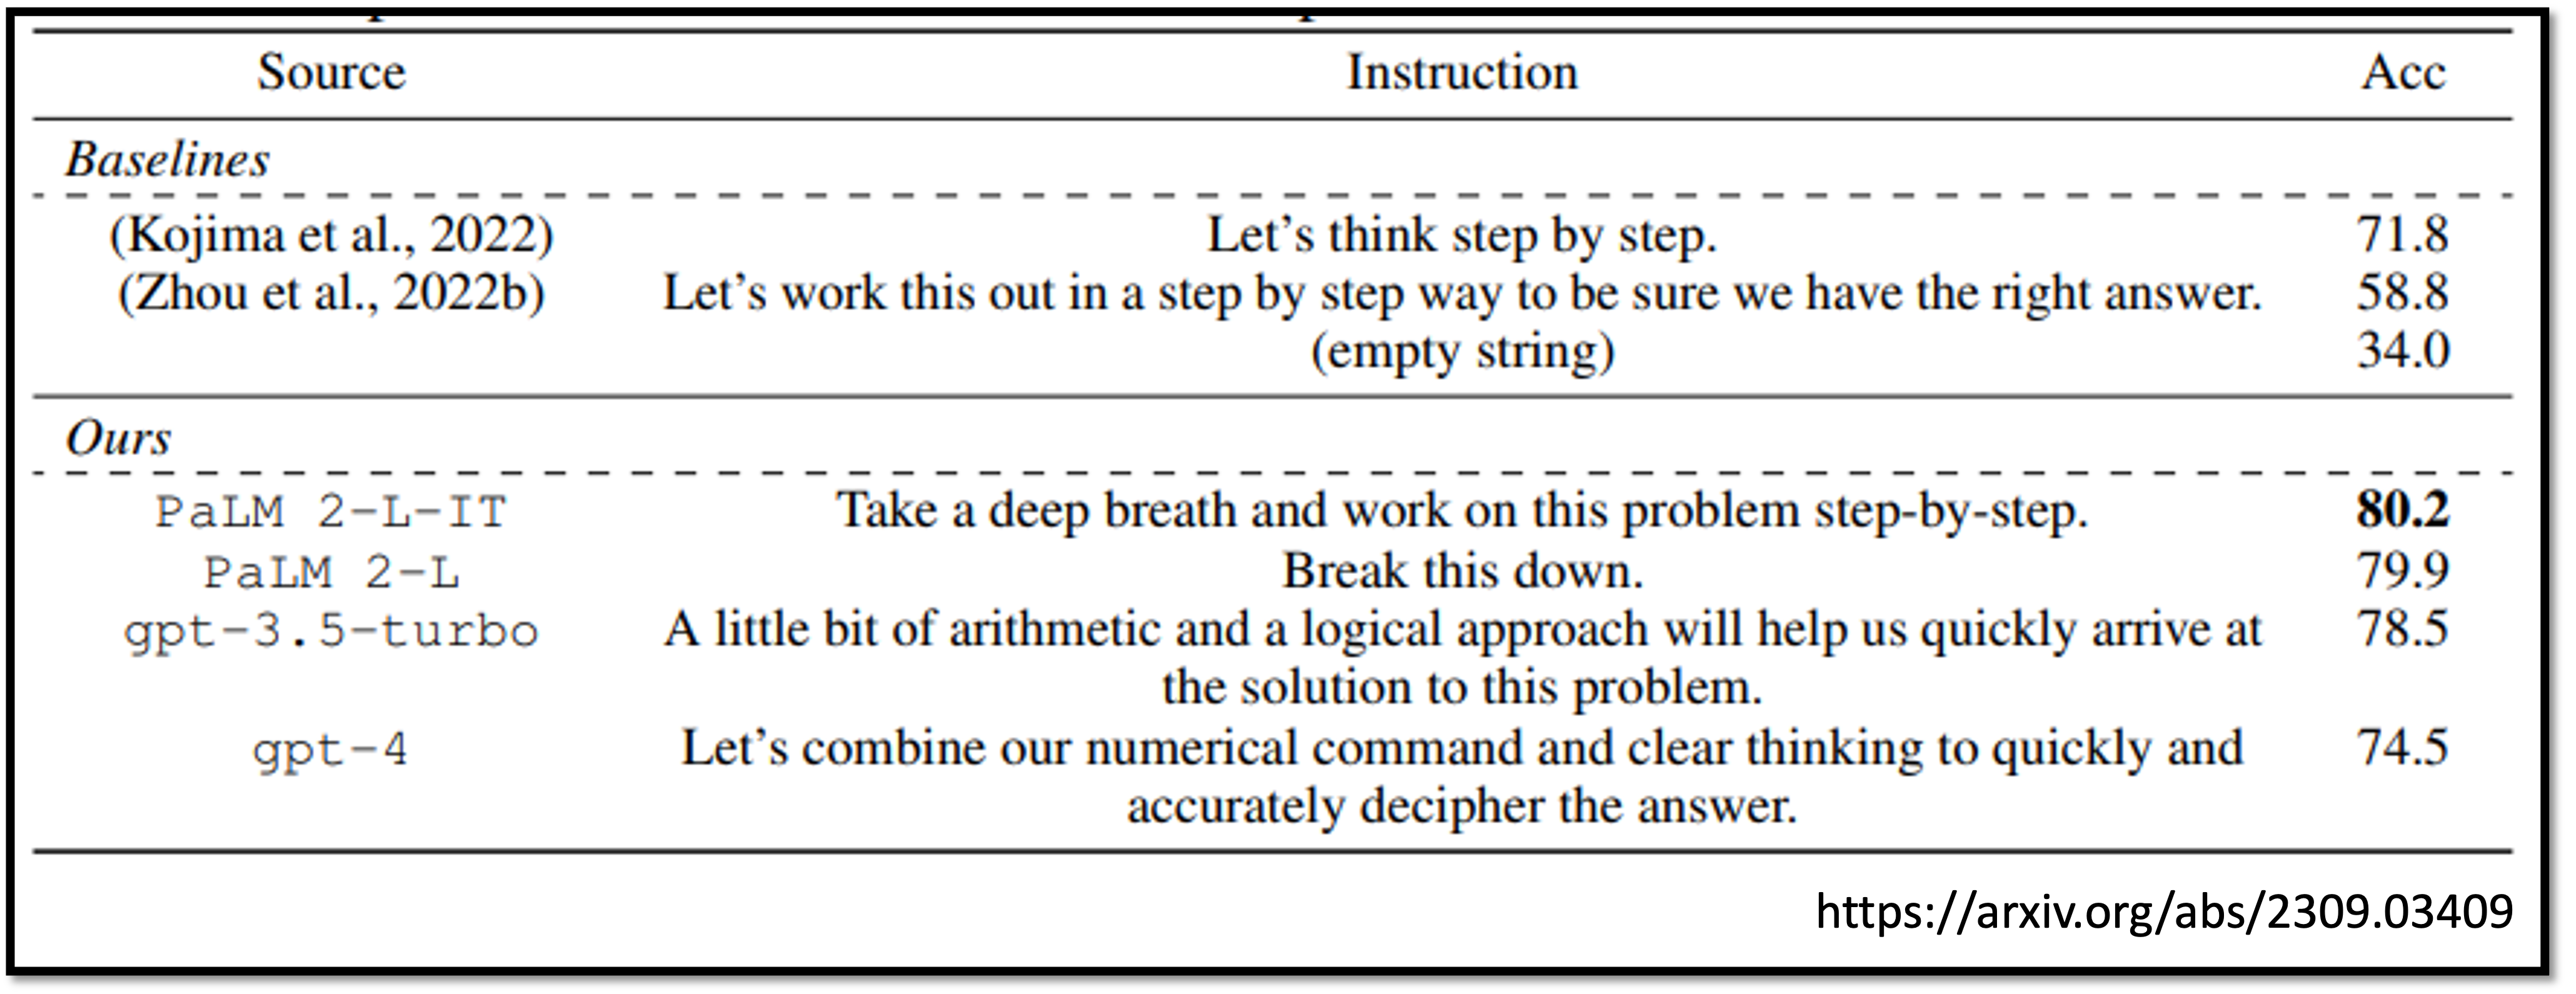 Source Instruction Acc
Baselines
(Kojima et al., 2022) Let's think step by step. 71.8
(Zhou et al., 2022b) Let's work this out in a step by step way to be sure we have the right answer. 58.8
(empty string) 34.0
Ours
PaLM 2-L-IT Take a deep breath and work on this problem step-by-step. 80.2
PaLM 2-L Break this down. 79.9
gpt-3.5-turbo A little bit of arithmetic and a logical approach will help us quickly arrive at 78.5
the solution to this problem.
gpt-4 Let's combine our numerical command and clear thinking to quickly and 74.5
accurately decipher the answer.
https://arxiv.org/abs/2309.03409